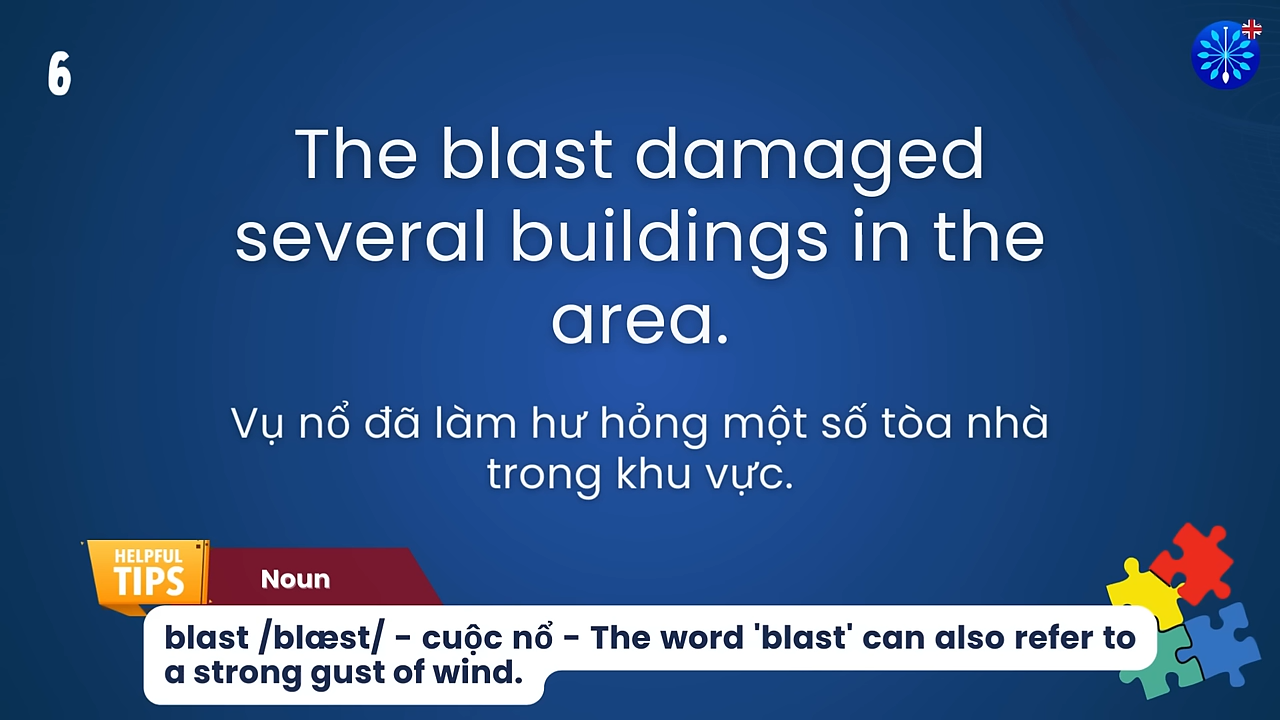 6
The blast damaged
several buildings in the
area.
Vụ nổ đã làm hư hỏng một số tòa nhà
trong khu vực.
HELPFUL
TIPS
Noun
blast /blæst/ - cuộc nổ - The word 'blast' can also refer to
a strong gust of wind.